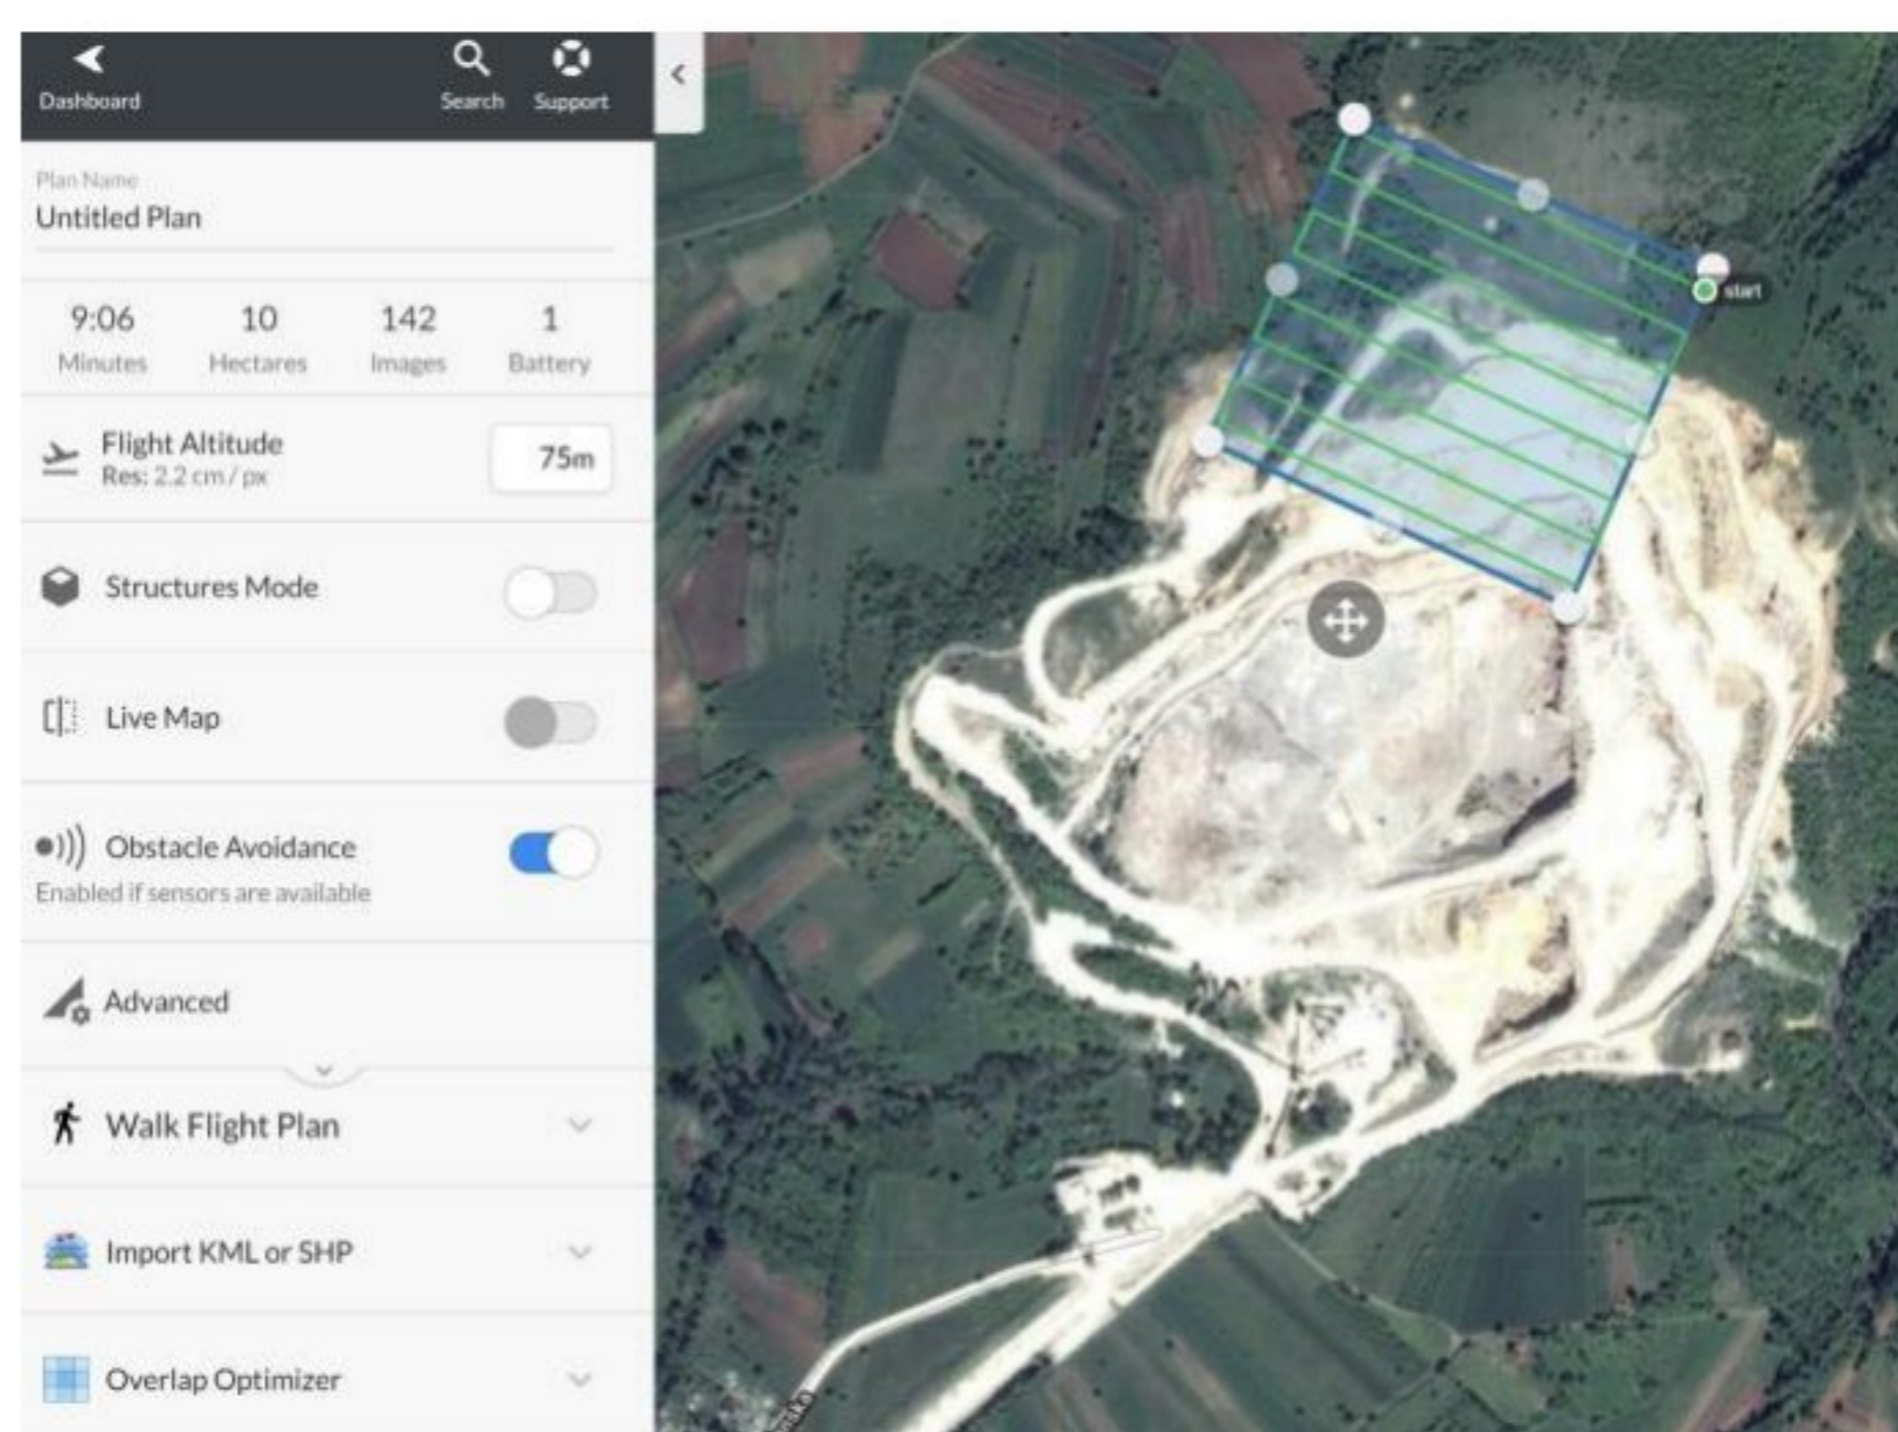 Dashboard
Search
Support
Plan Name
Untitled Plan
9:06
10
142
1
Minutes
Hectares
Images
Battery
Flight Altitude
Res: 2.2 cm / px
75m
Structures Mode
Live Map
Obstacle Avoidance
Enabled if sensors are available
Advanced
Walk Flight Plan
Import KML or SHP
Overlap Optimizer
start